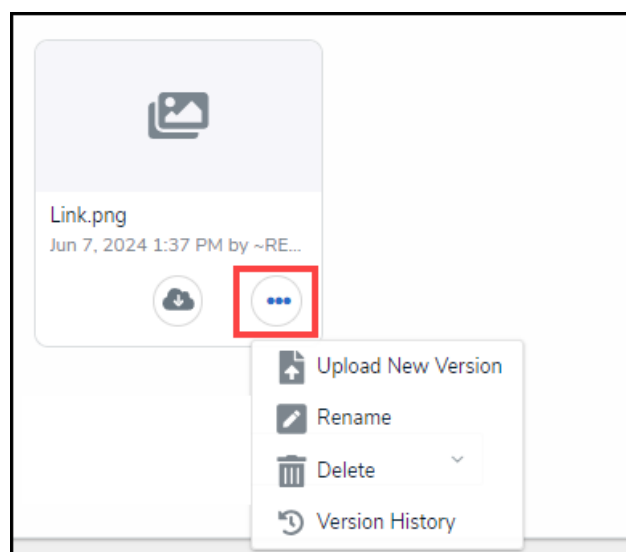 Link.png
Jun 7, 2024 1:37 PM by ~RE...
Upload New Version
Rename
Delete
Version History